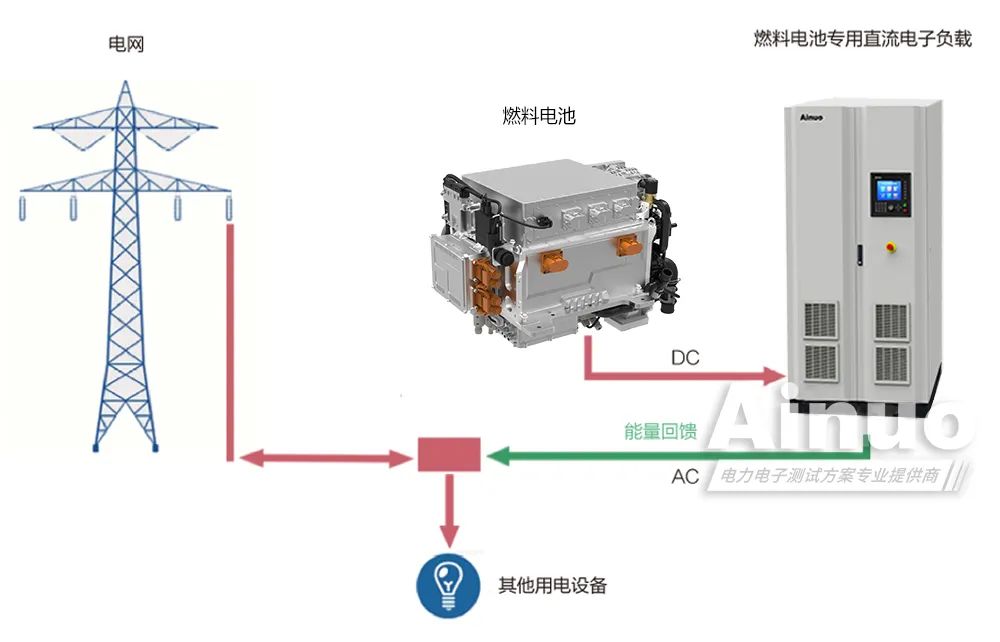 电网
燃料电池专用直流电子负载
燃料电池
Ainuo
DC
能量回馈
AC
Ainuo
电力电子测试方案专业提供商
其他用电设备